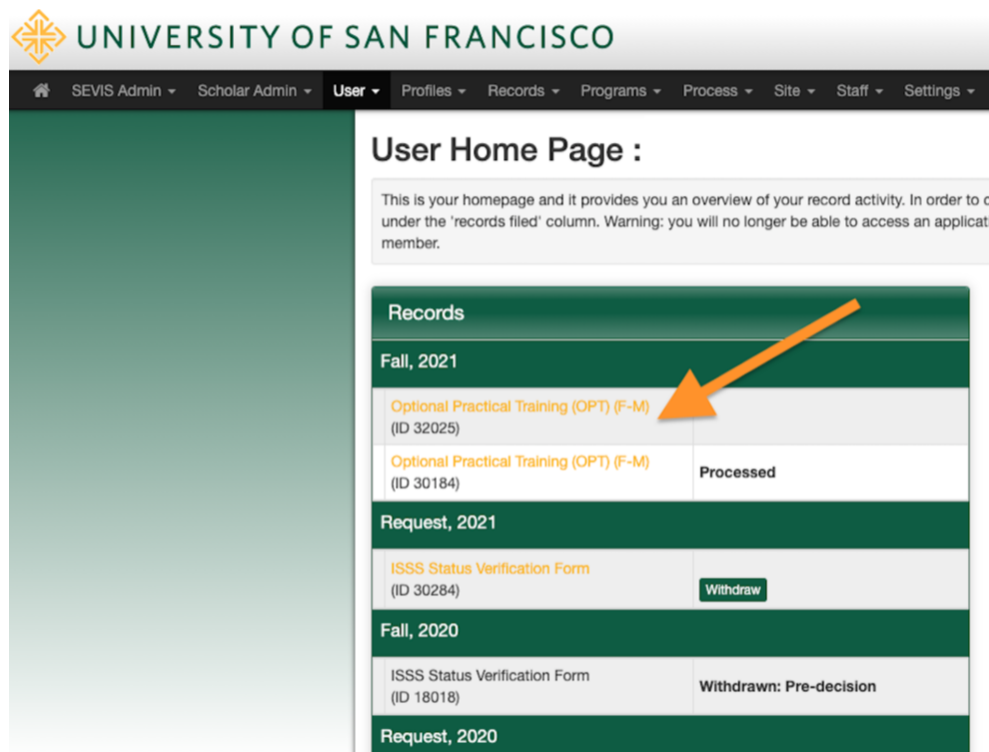 UNIVERSITY OF SAN FRANCISCO
SEVIS Admin Scholar Admin User Profiles Records Programs Process Site Staff Settings
User Home Page :
This is your homepage and it provides you an overview of your record activity. In order to
under the 'records filed' column. Warning: you will no longer be able to access an
member.
Records
Fall, 2021
Optional Practical Training (OPT) (F-M)
(ID 32025)
Optional Practical Training (OPT) (F-M)
(ID 30184)
Processed
Request, 2021
ISSS Status Verification Form
(ID 30284)
Withdraw
Fall, 2020
ISSS Status Verification Form
(ID 18018)
Withdrawn: Pre-decision
Request, 2020